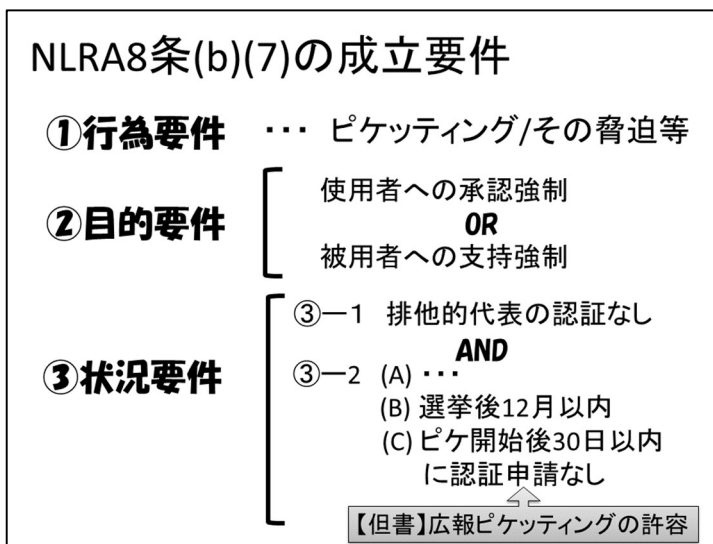 NLRA8条(b)(7)の成立要件
①行為要件 ・・・ ピケッティング/その脅迫等
②目的要件
使用者への承認強制
OR
被用者への支持強制
③状況要件
③ー1 排他的代表の認証なし
AND
③ー2 (A) ・・・
(B) 選挙後12月以内
(C) ピケ開始後30日以内
に認証申請なし
【但書】広報ピケッティングの許容